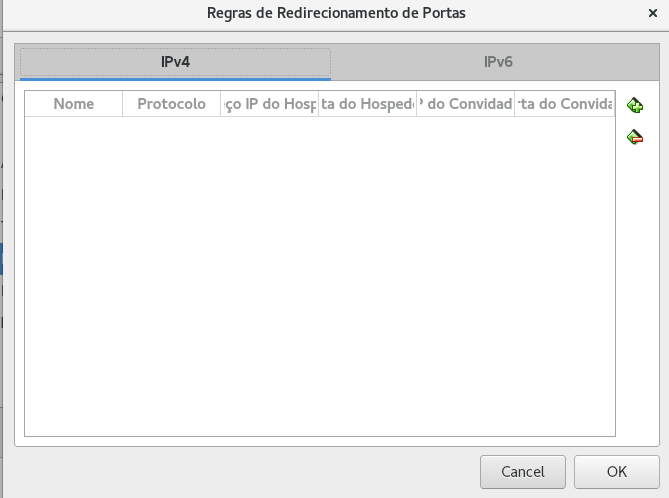 Regras de Redirecionamento de Portas
IPv4
IPv6
Nome
Protocolo
ço IP do Hosp
ta do Hosped
P do Convidad
rta do Convida
Cancel
OK